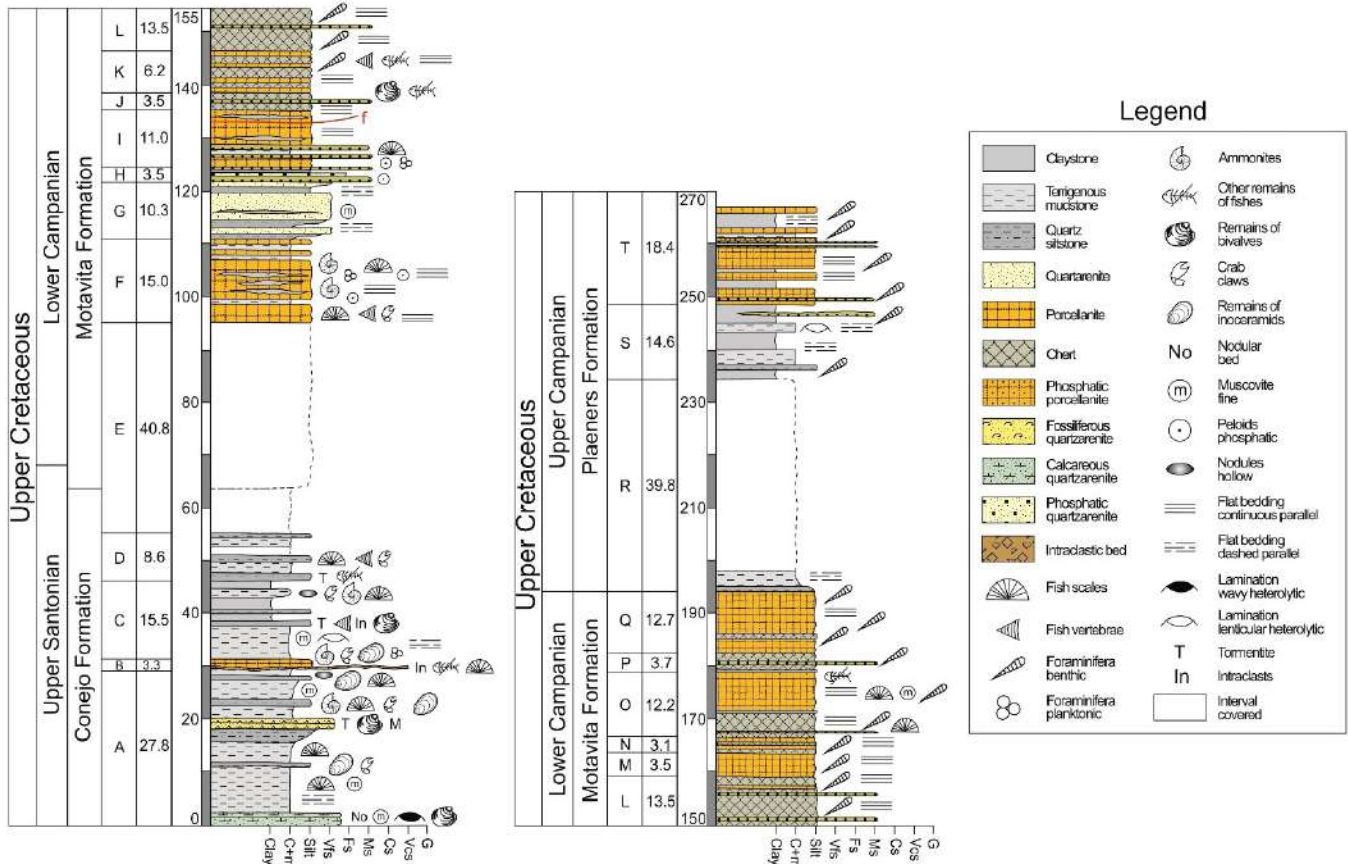 Upper Cretaceous
Lower Campanian
Upper Santonian
Motavita Formation
Conejo Formation
L 13.5
K 6.2
J 3.5
I 11.0
H 3.5
G 10.3
F 15.0
E 40.8
D 8.6
C 15.5
B 3.3
A 27.8
155
140
120
100
80
60
40
20
0
f
m
T
T In
m
In
m
T M
m
No m
Clay
C+m
Silt
Vfs
Fs
Ms
Cs
Vcs
G
Upper Cretaceous
Upper Campanian
Lower Campanian
Plaeners Formation
Motavita Formation
T 18.4
S 14.6
R 39.8
Q 12.7
P 3.7
O 12.2
N 3.1
M 3.5
L 13.5
270
250
230
210
190
170
150
m
Clay
C+m
Silt
Vfs
Fs
Ms
Cs
Vcs
G
Legend
Claystone
Terrigenous
mudstone
Quartz
siltstone
Quartarenite
Porcellanite
Chert
Phosphatic
porcellanite
Fossiliferous
quartzarenite
Calcareous
quartzarenite
Phosphatic
quartzarenite
Intraclastic bed
Fish scales
Fish vertebrae
Foraminifera
benthic
Foraminifera
planktonic
Ammonites
Other remains
of fishes
Remains of
bivalves
Crab
claws
Remains of
inoceramids
No Nodular
bed
m Muscovite
fine
Peloids
phosphatic
Nodules
hollow
Flat bedding
continuous parallel
Flat bedding
dashed parallel
Lamination
wavy heterolytic
Lamination
lenticular heterolytic
T Tormentite
In Intraclasts
Interval
covered